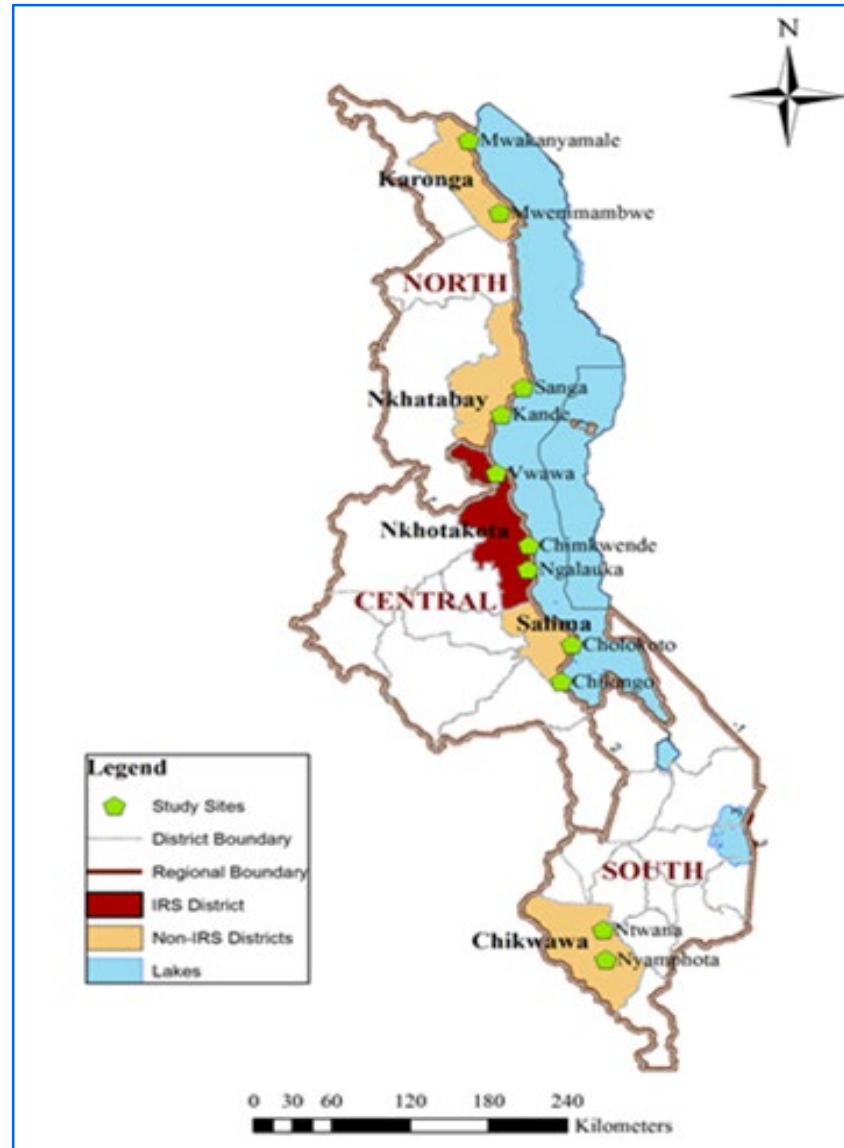 N
Mwakanyamale
Karonga
Mwenimambwe
NORTH
Sanga
Nkhatabay
Kande
Vwawa
Nkhotakota
Chimkwende
Ngalauka
CENTRAL
Salima
Cholokoto
Chikango
Legend
Study Sites
District Boundary
Regional Boundary
IRS District
Non-IRS Districts
Lakes
SOUTH
Ntwana
Chikwawa
Nyamphota
0 30 60 120 180 240
Kilometers